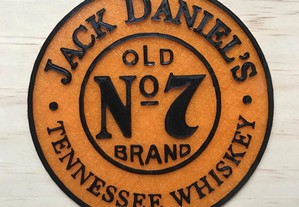 JACK DANIEL'S
OLD
Nº7
BRAND
TENNESSEE WHISKEY